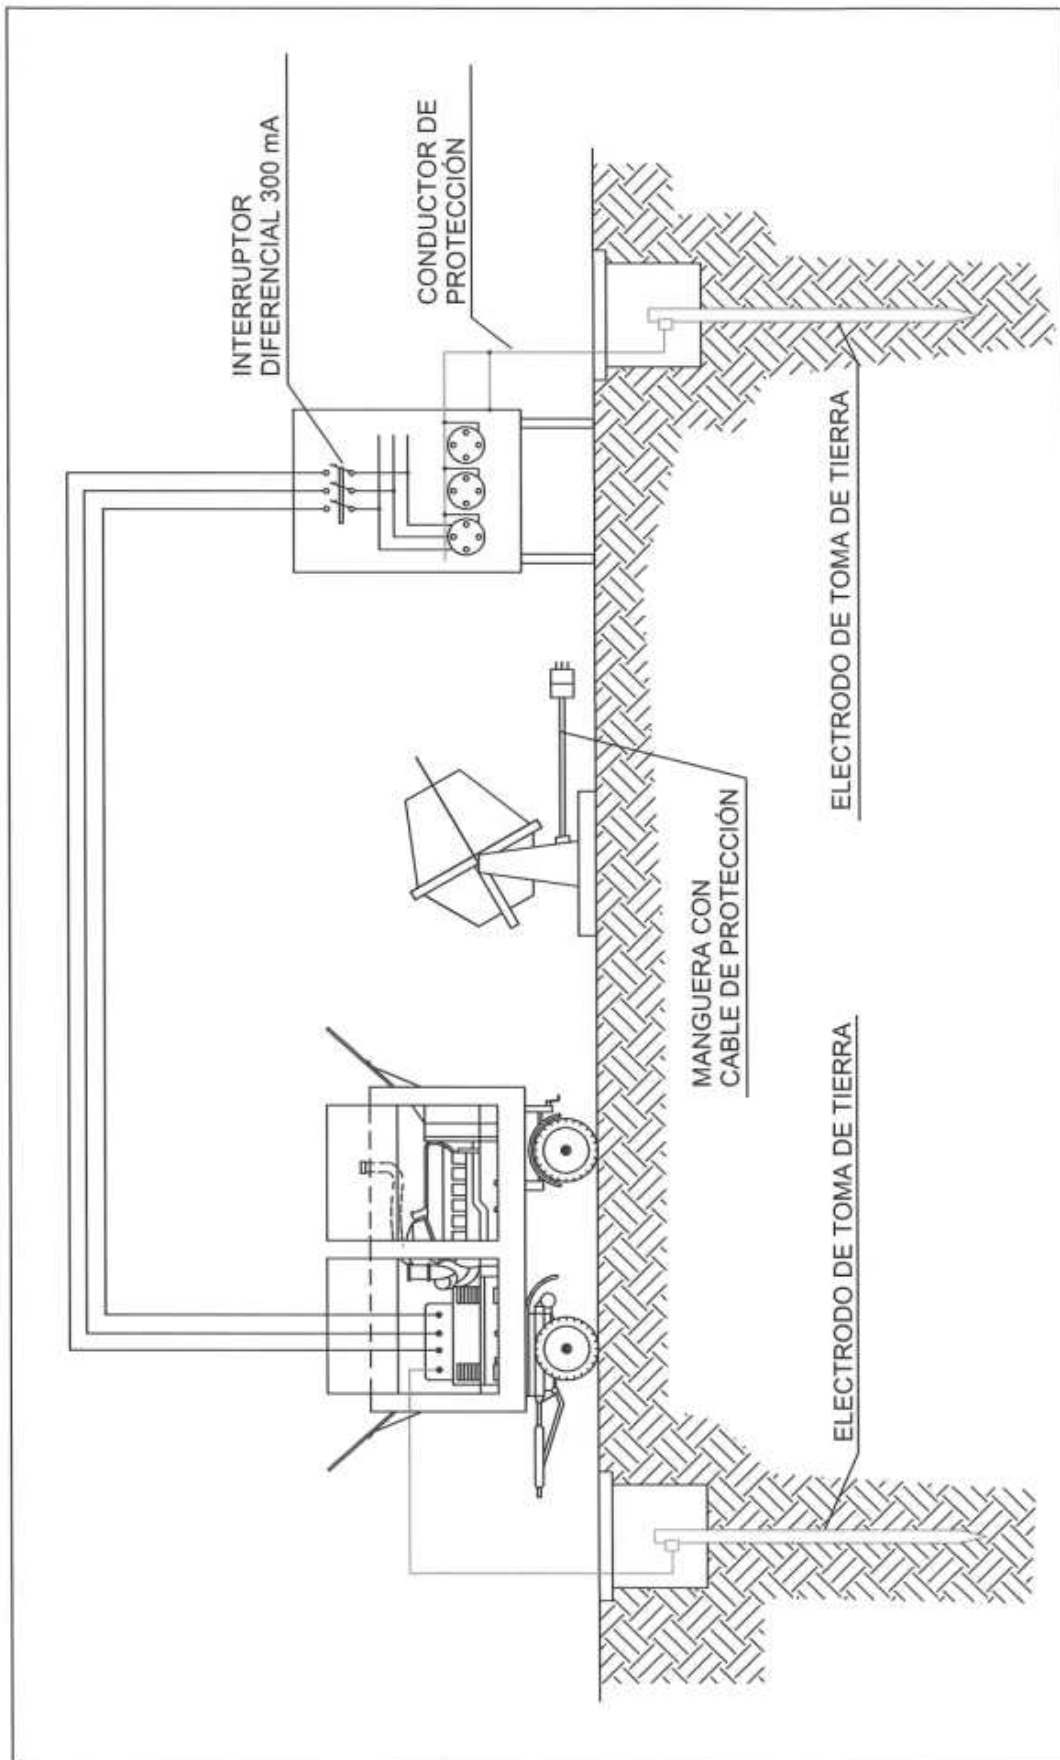 INTERRUPTOR
DIFERENCIAL 300 mA
CONDUCTOR DE
PROTECCIÓN
MANGUERA CON
CABLE DE PROTECCIÓN
ELECTRODO DE TOMA DE TIERRA
ELECTRODO DE TOMA DE TIERRA